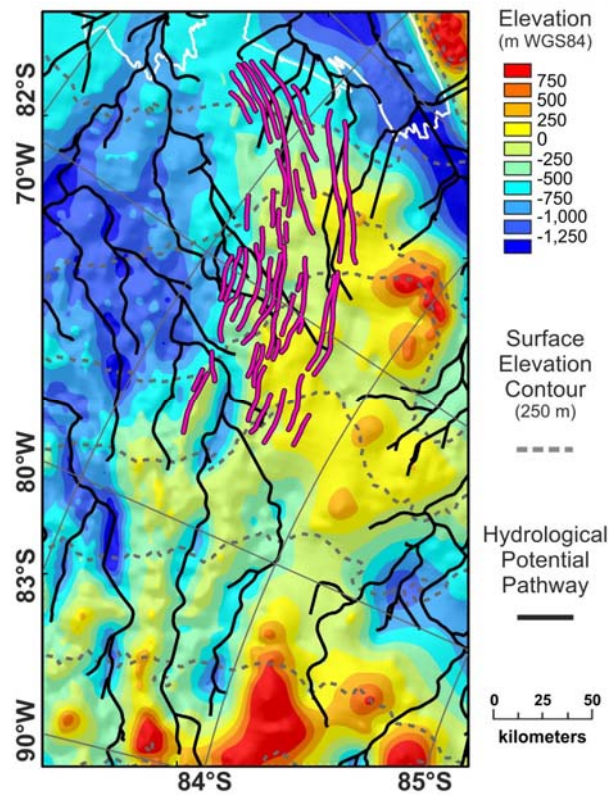 Elevation
(m WGS84)
750
500
250
0
-250
-500
-750
-1,000
-1,250
Surface
Elevation
Contour
(250 m)
Hydrological
Potential
Pathway
0 25 50
kilometers
82°S
70°W
80°W
83°S
90°W
84°S
85°S